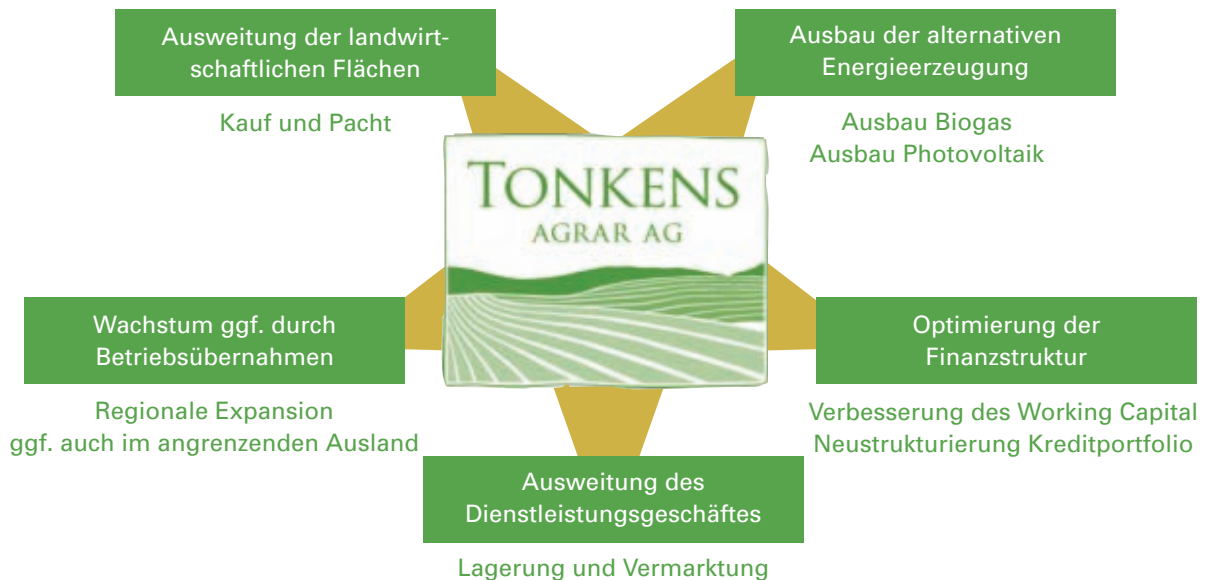 Ausweitung der landwirt-
schaftlichen Flächen
Kauf und Pacht
Ausbau der alternativen
Energieerzeugung
Ausbau Biogas
Ausbau Photovoltaik
TONKENS
AGRAR AG
Wachstum ggf. durch
Betriebsübernahmen
Regionale Expansion
ggf. auch im angrenzenden Ausland
Optimierung der
Finanzstruktur
Verbesserung des Working Capital
Neustrukturierung Kreditportfolio
Ausweitung des
Dienstleistungsgeschäftes
Lagerung und Vermarktung